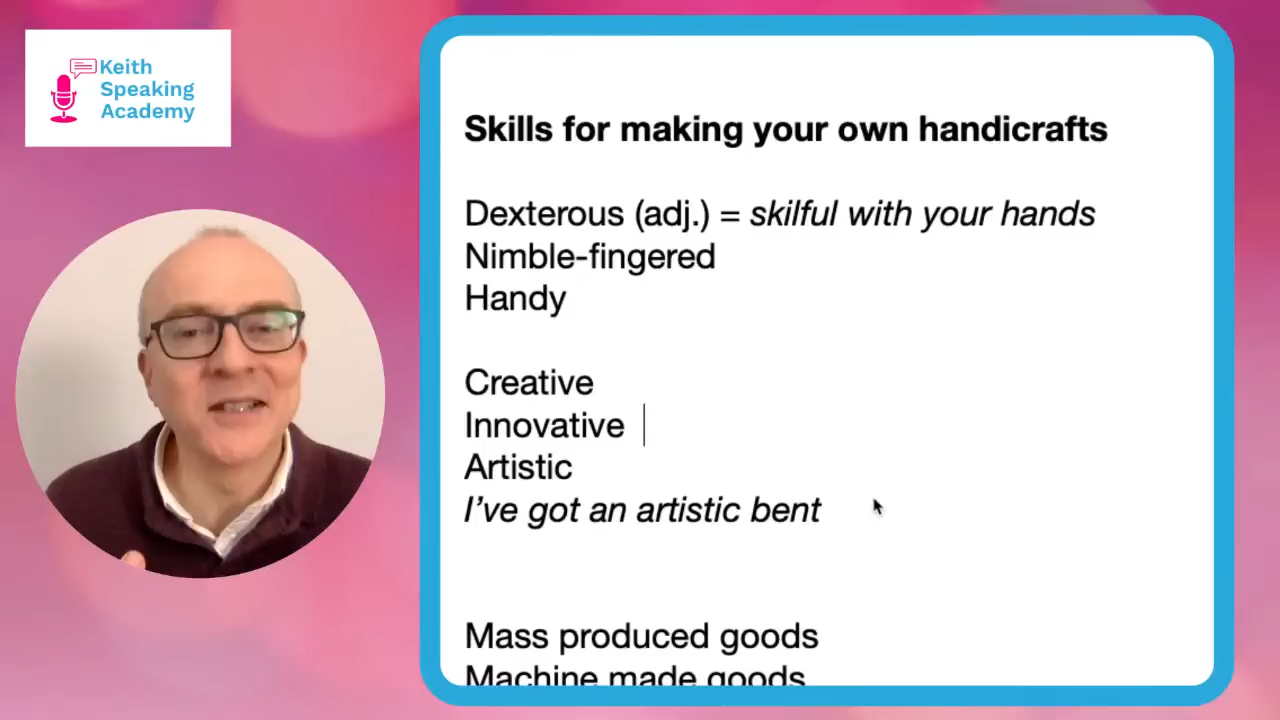 Keith
Speaking
Academy
Skills for making your own handicrafts
Dexterous (adj.) = skilful with your hands
Nimble-fingered
Handy
Creative
Innovative
Artistic
I’ve got an artistic bent
Mass produced goods
Machine made goods